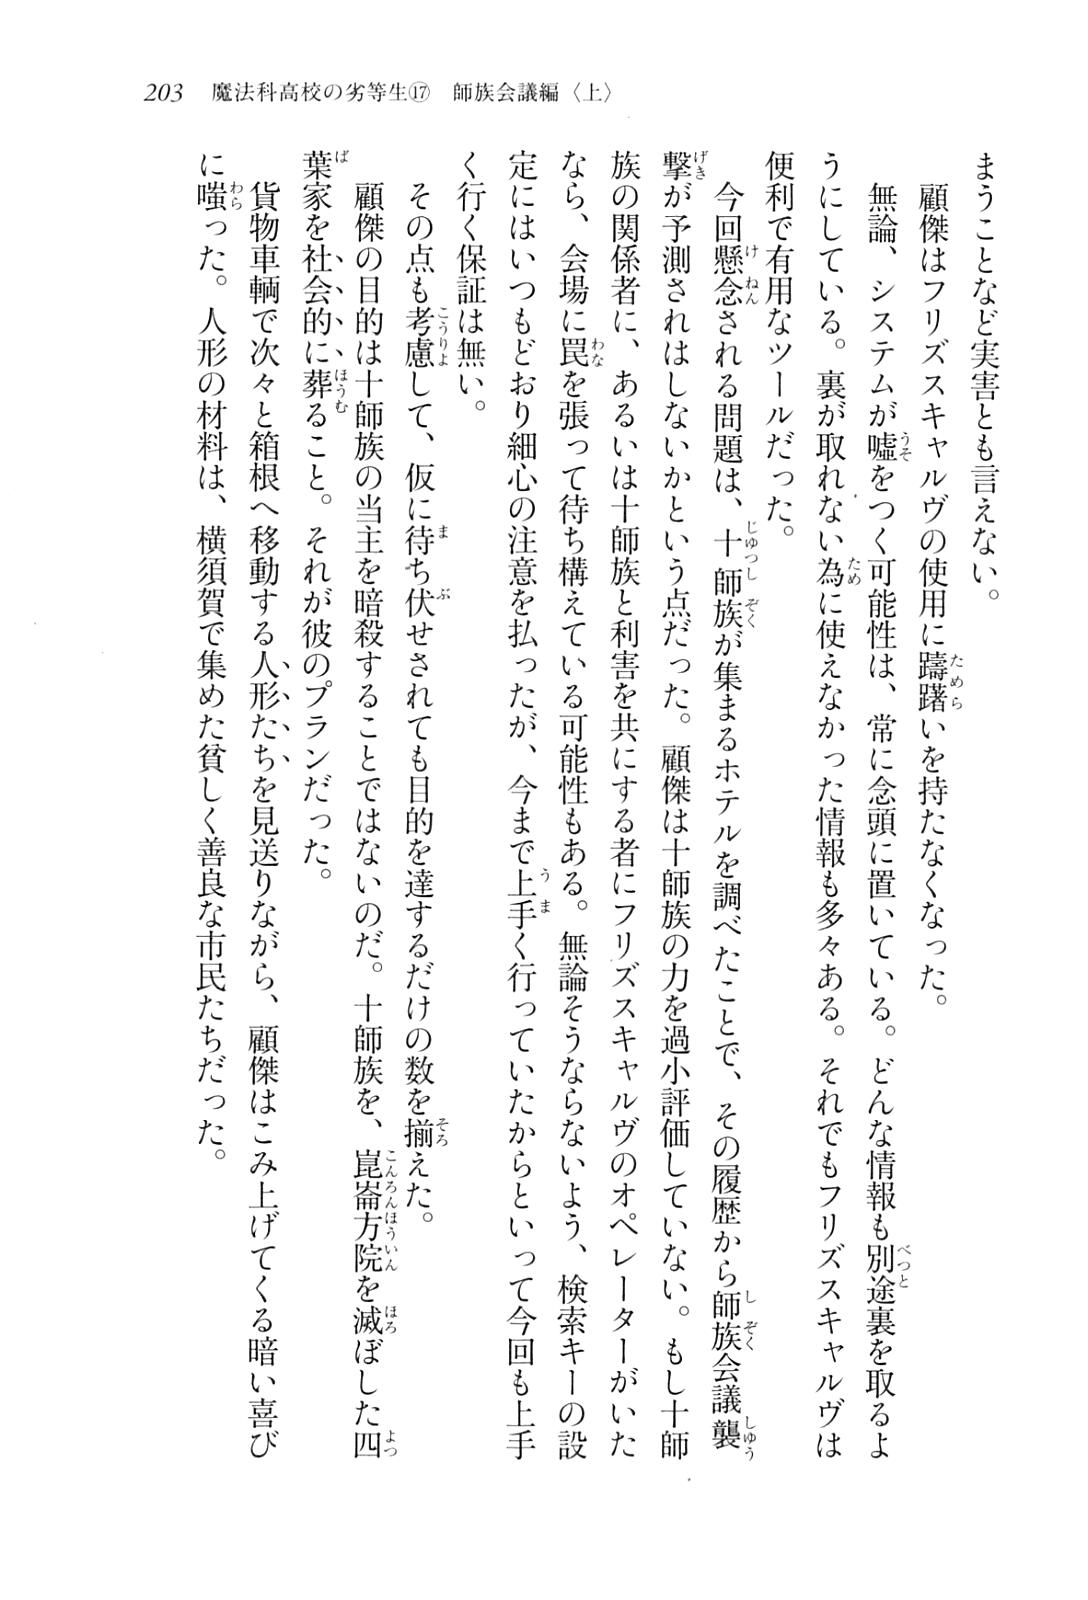 203　魔法科高校の劣等生⑰　師族会議編〈上〉
まうことなど実害とも言えない。
　顧傑はフリズスキャルヴの使用に躊躇いを持たなくなった。
　無論、システムが嘘をつく可能性は、常に念頭に置いている。どんな情報も別途裏を取るよ
うにしている。裏が取れない為に使えなかった情報も多々ある。それでもフリズスキャルヴは
便利で有用なツールだった。
　今回懸念される問題は、十師族が集まるホテルを調べたことで、その履歴から師族会議襲
撃が予測されはしないかという点だった。顧傑は十師族の力を過小評価していない。もし十師
族の関係者に、あるいは十師族と利害を共にする者にフリズスキャルヴのオペレーターがいた
なら、会場に罠を張って待ち構えている可能性もある。無論そうならないよう、検索キーの設
定にはいつもどおり細心の注意を払ったが、今まで上手く行っていたからといって今回も上手
く行く保証は無い。
　その点も考慮して、仮に待ち伏せされても目的を達するだけの数を揃えた。
　顧傑の目的は十師族の当主を暗殺することではないのだ。十師族を、崑崙方院を滅ぼした四
葉家を社会的に葬ること。それが彼のプランだった。
　貨物車輌で次々と箱根へ移動する人形たちを見送りながら、顧傑はこみ上げてくる暗い喜び
に嗤った。人形の材料は、横須賀で集めた貧しく善良な市民たちだった。